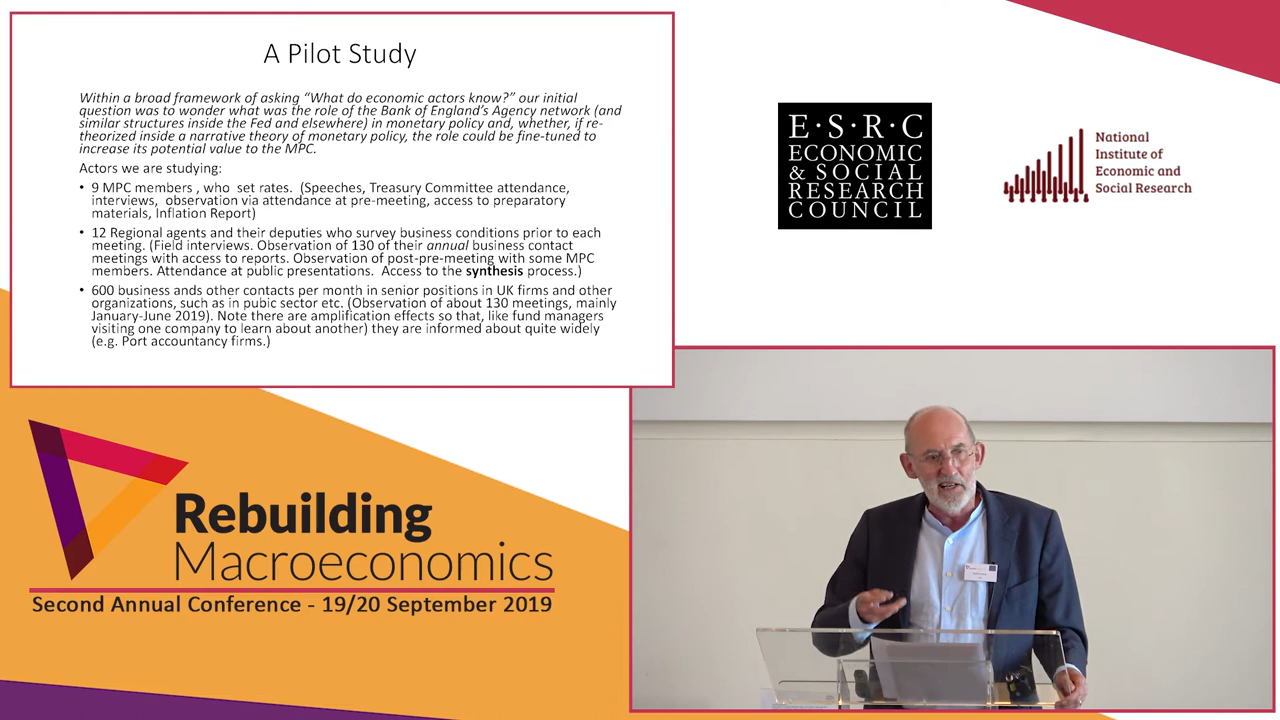 A Pilot Study
Within a broad framework of asking “What do economic actors know?” our initial
question was to wonder what was the role of the Bank of England’s Agency network (and
similar structures inside the Fed and elsewhere) in monetary policy and, whether, if re-
theorized inside a narrative theory of monetary policy, the role could be fine-tuned to
increase its potential value to the MPC.
Actors we are studying:
• 9 MPC members , who set rates. (Speeches, Treasury Committee attendance,
interviews, observation via attendance at pre-meeting, access to preparatory
materials, Inflation Report)
• 12 Regional agents and their deputies who survey business conditions prior to each
meeting. (Field interviews. Observation of 130 of their annual business contact
meetings with access to reports. Observation of post-pre-meeting with some MPC
members. Attendance at public presentations. Access to the synthesis process.)
• 600 business ands other contacts per month in senior positions in UK firms and other
organizations, such as in pubic sector etc. (Observation of about 130 meetings, mainly
January-June 2019). Note there are amplification effects so that, like fund managers
visiting one company to learn about another) they are informed about quite widely
(e.g. Port accountancy firms.)
E·S·R·C
ECONOMIC
& SOCIAL
RESEARCH
COUNCIL
National
Institute of
Economic and
Social Research
Rebuilding
Macroeconomics
Second Annual Conference - 19/20 September 2019